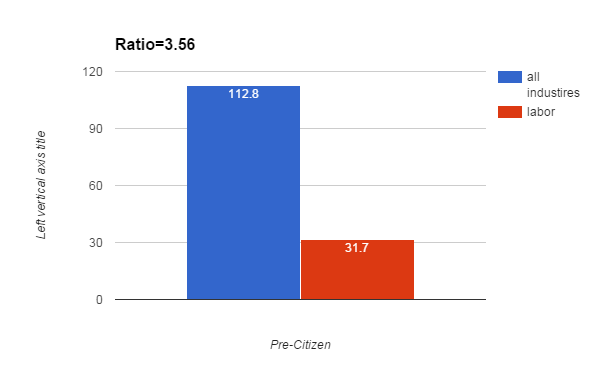 Ratio=3.56
120
90
60
30
0
Left vertical axis title
112.8
31.7
Pre-Citizen
all
industires
labor